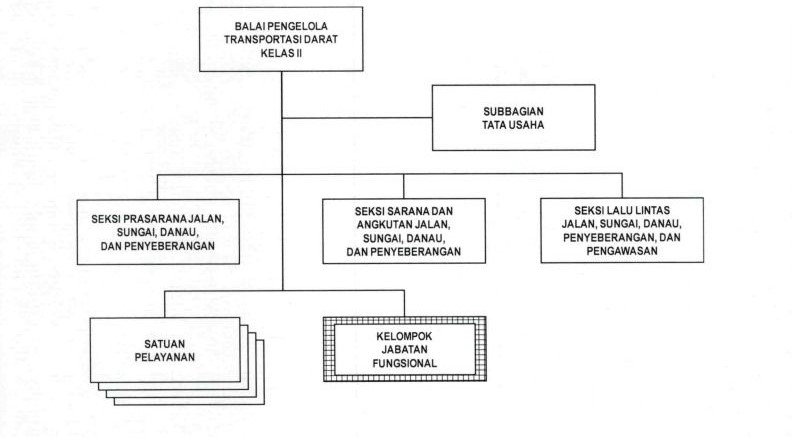 BALAI PENGELOLA
TRANSPORTASI DARAT
KELAS II
SUBBAGIAN
TATA USAHA
SEKSI PRASARANA JALAN,
SUNGAI, DANAU,
DAN PENYEBERANGAN
SEKSI SARANA DAN
ANGKUTAN JALAN,
SUNGAI, DANAU,
DAN PENYEBERANGAN
SEKSI LALU LINTAS
JALAN, SUNGAI, DANAU,
PENYEBERANGAN, DAN
PENGAWASAN
SATUAN
PELAYANAN
KELOMPOK
JABATAN
FUNGSIONAL